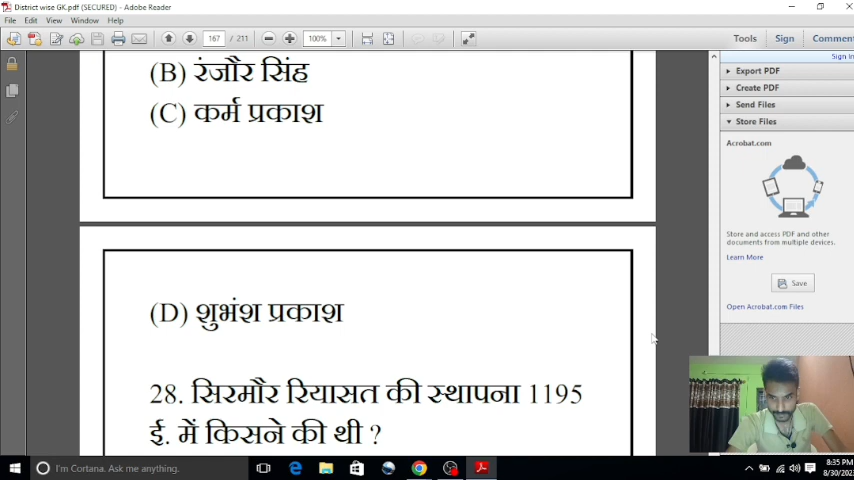 District wise GK.pdf (SECURED) - Adobe Reader
File Edit View Window Help
167 / 211 100% Tools Sign Comment
Sign In
(B) रंजौर सिंह
(C) कर्म प्रकाश
(D) शुभंश प्रकाश
28. सिरमौर रियासत की स्थापना 1195
ई. में किसने की थी ?
Export PDF
Create PDF
Send Files
Store Files
Acrobat.com
Store and access PDF and other
documents from multiple devices.
Learn More
Save
Open Acrobat.com Files
I'm Cortana. Ask me anything.
8:35 PM